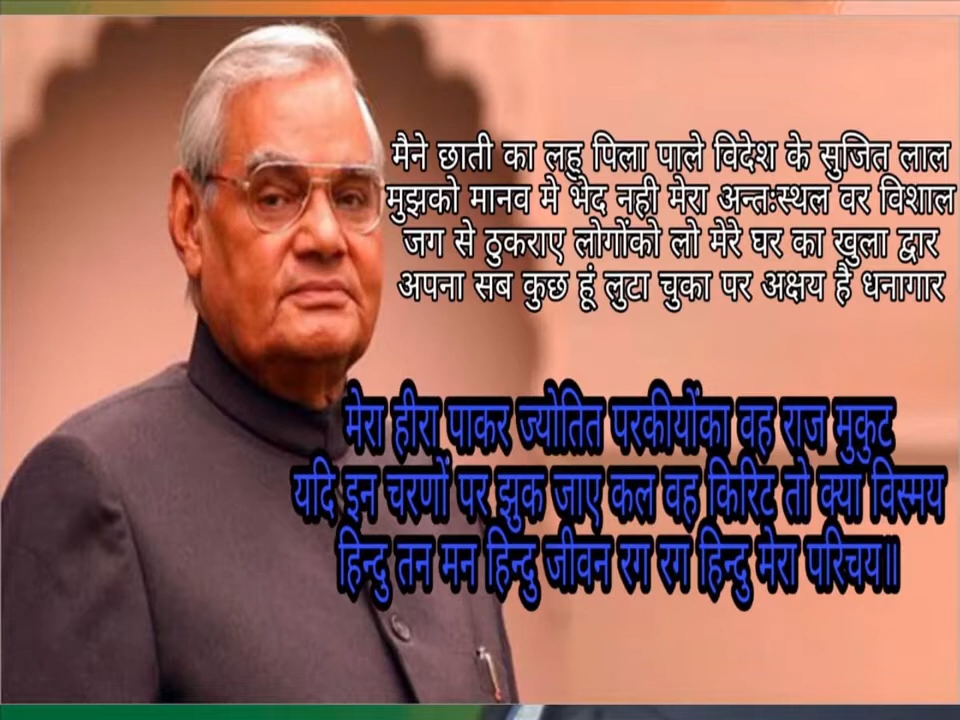 मैने छाती का लहु पिला पाले विदेश के सुजित लाल
मुझको मानव मे भेद नही मेरा अन्तःस्थल वर विशाल
जग से ठुकराए लोगोंको लो मेरे घर का खुला द्वार
अपना सब कुछ हूं लुटा चुका पर अक्षय है धनागार
मेरा हीरा पाकर ज्योतित परकीयोंका वह राज मुकुट
यदि इन चरणों पर झुक जाए कल वह किरिट तो क्या विस्मय
हिन्दु तन मन हिन्दु जीवन रग रग हिन्दु मेरा परिचय॥